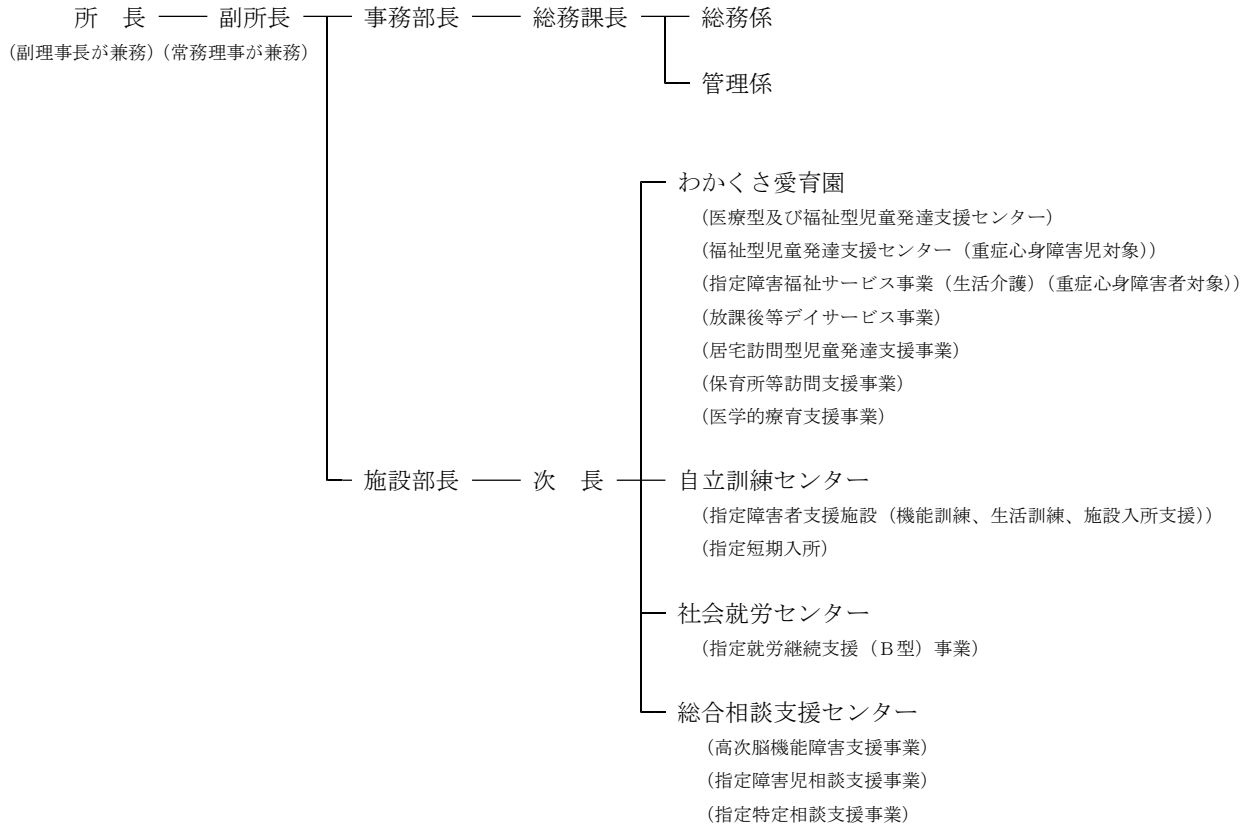 所　長 副所長 事務部長 総務課長 総務係
(副理事長が兼務) (常務理事が兼務)
管理係
わかくさ愛育園
(医療型及び福祉型児童発達支援センター)
(福祉型児童発達支援センター(重症心身障害児対象))
(指定障害福祉サービス事業(生活介護)(重症心身障害者対象))
(放課後等デイサービス事業)
(居宅訪問型児童発達支援事業)
(保育所等訪問支援事業)
(医学的療育支援事業)
施設部長 次　長 自立訓練センター
(指定障害者支援施設(機能訓練、生活訓練、施設入所支援))
(指定短期入所)
社会就労センター
(指定就労継続支援(B型)事業)
総合相談支援センター
(高次脳機能障害支援事業)
(指定障害児相談支援事業)
(指定特定相談支援事業)